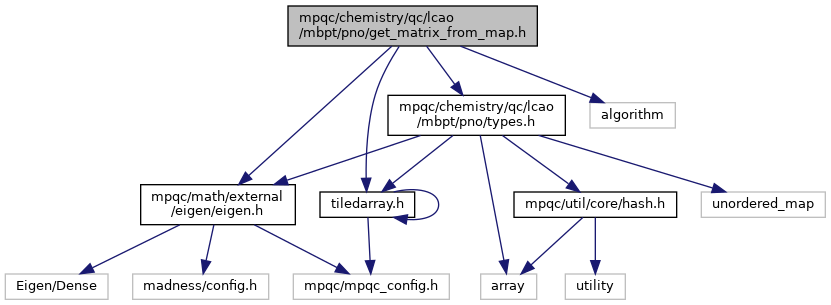 mpqc/chemistry/qc/lcao
/mbpt/pno/get_matrix_from_map.h
mpqc/chemistry/qc/lcao
/mbpt/pno/types.h
algorithm
mpqc/math/external
/eigen/eigen.h
tiledarray.h
mpqc/util/core/hash.h
unordered_map
Eigen/Dense
madness/config.h
mpqc/mpqc_config.h
array
utility